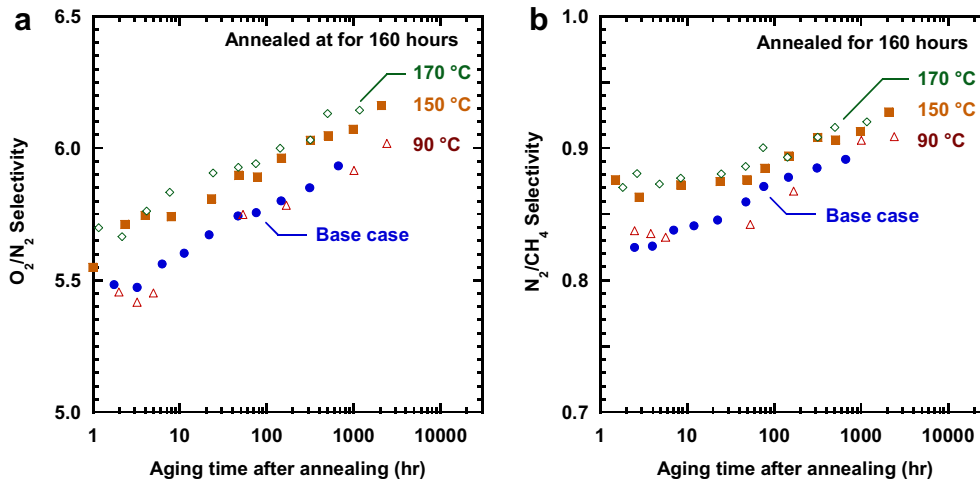 a
Annealed at for 160 hours
170 °C
150 °C
90 °C
Base case
O2/N2 Selectivity
6.5
6.0
5.5
5.0
1
10
100
1000
10000
Aging time after annealing (hr)
b
Annealed for 160 hours
170 °C
150 °C
90 °C
Base case
N2/CH4 Selectivity
1.0
0.9
0.8
0.7
1
10
100
1000
10000
Aging time after annealing (hr)